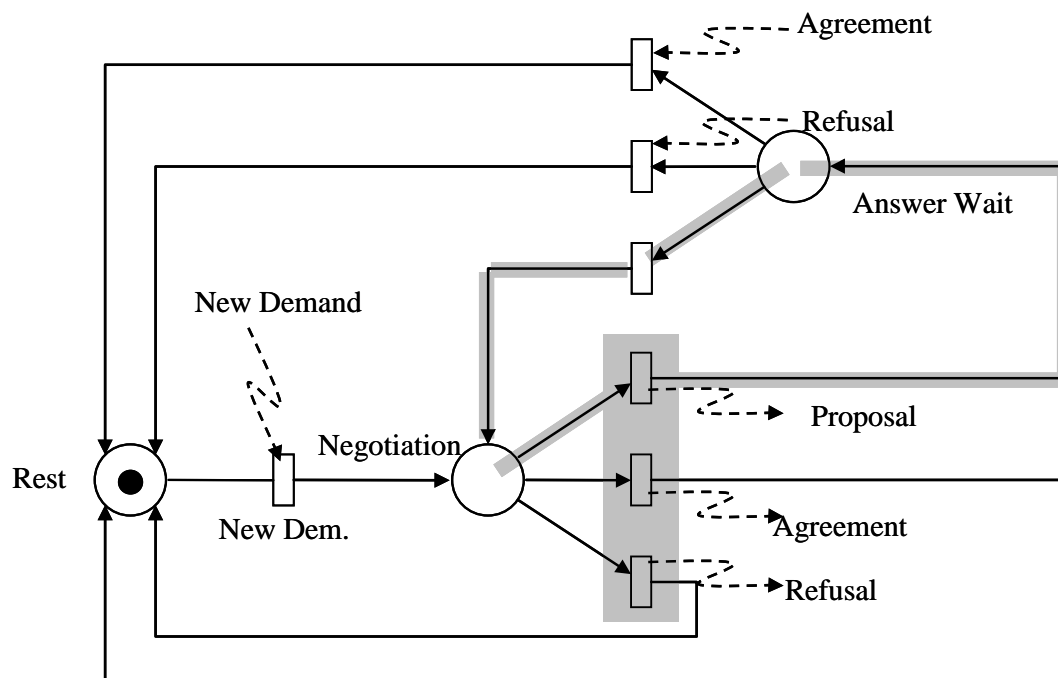 Agreement
Refusal
Answer Wait
New Demand
Proposal
Negotiation
Rest
New Dem.
Agreement
Refusal